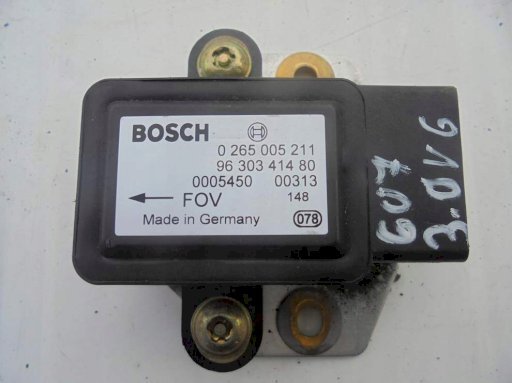 BOSCH
0 265 005 211
96 303 414 80
0005450 00313
FOV 148
Made in Germany 078
607
3.0V6